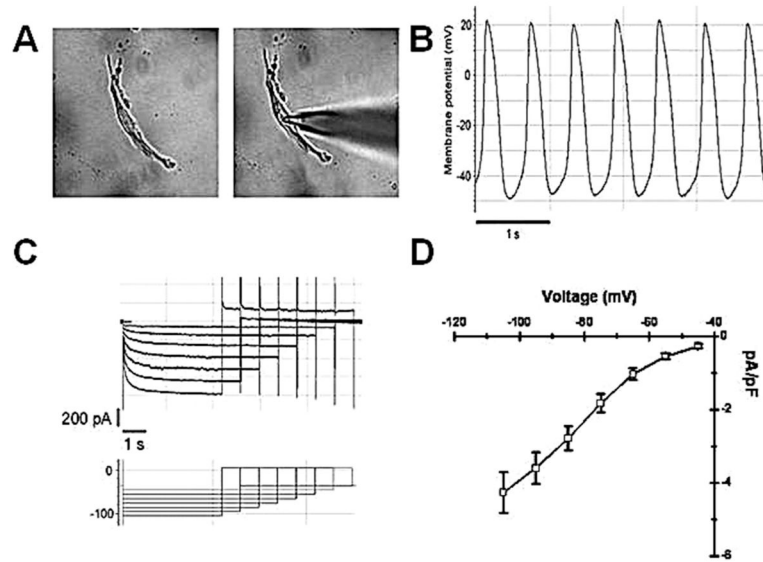 A
B
Membrane potential (mV)
20
0
-20
-40
1 s
C
200 pA
1 s
0
-100
D
Voltage (mV)
-120 -100 -80 -60 -40
0
-2
-4
-6
pA/pF